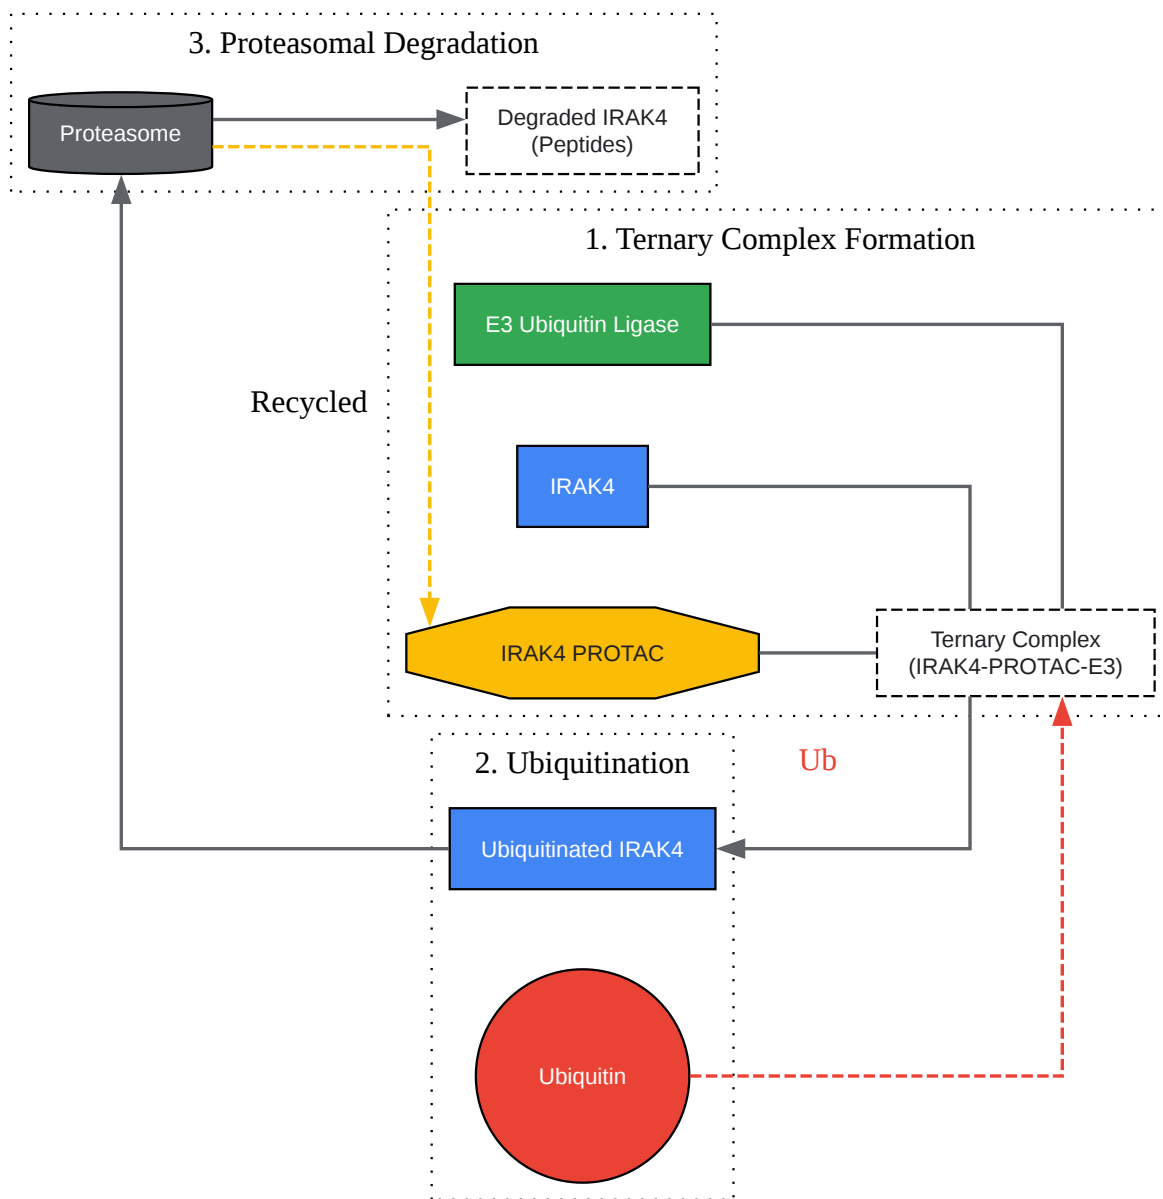 3. Proteasomal Degradation
Proteasome
Degraded IRAK4
(Peptides)
1. Ternary Complex Formation
E3 Ubiquitin Ligase
Recycled
IRAK4
IRAK4 PROTAC
Ternary Complex
(IRAK4-PROTAC-E3)
2. Ubiquitination
Ub
Ubiquitinated IRAK4
Ubiquitin